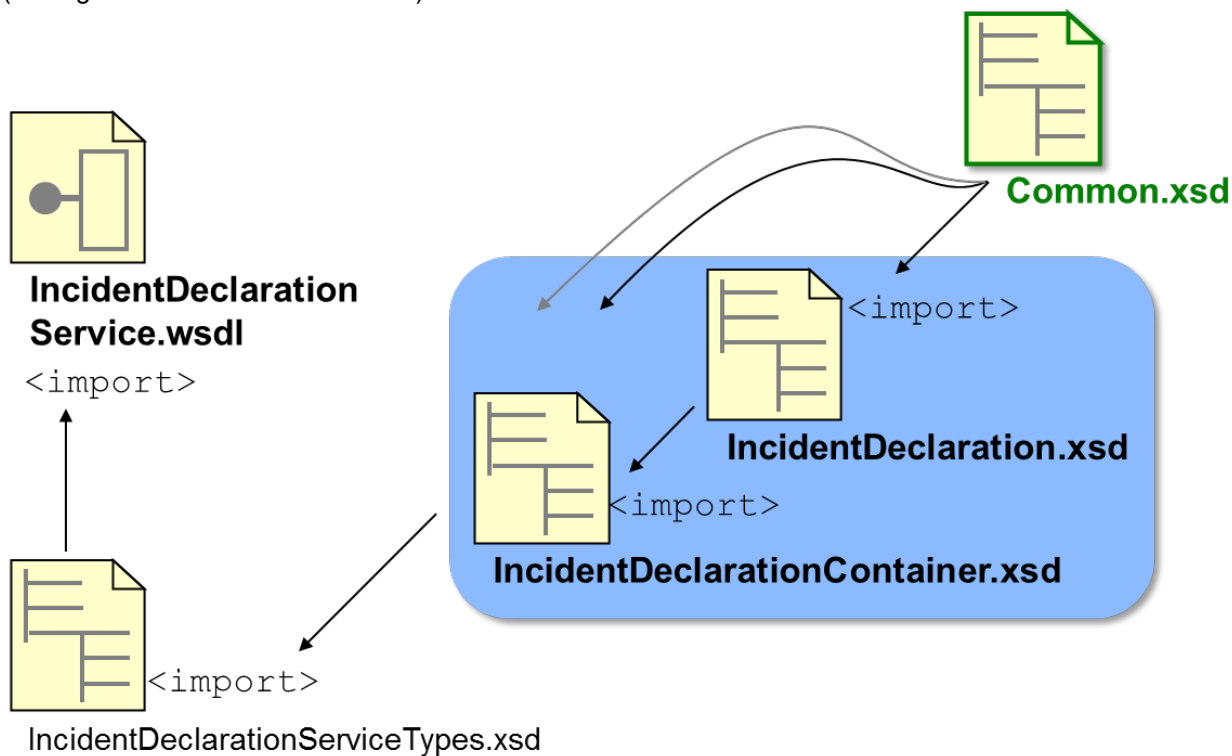 Common.xsd
IncidentDeclaration
Service.wsdl
<import>
<import>
IncidentDeclaration.xsd
<import>
IncidentDeclarationContainer.xsd
<import>
IncidentDeclarationServiceTypes.xsd